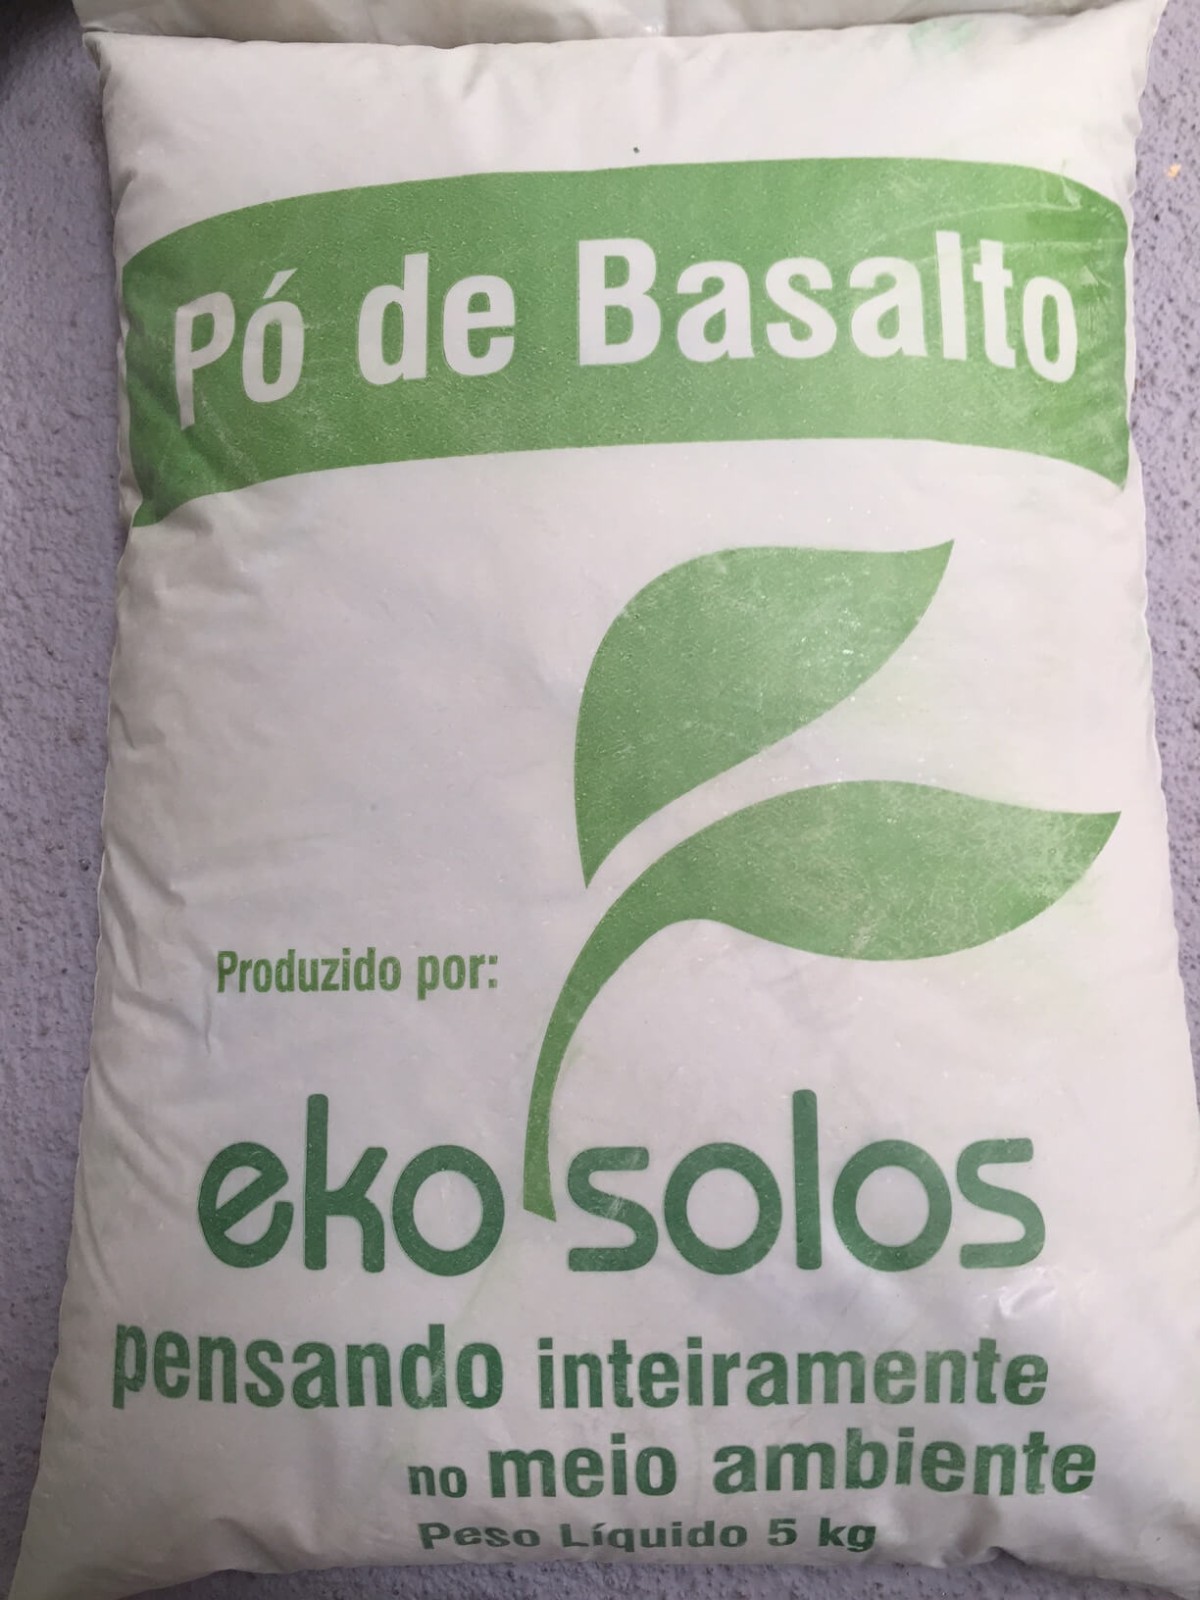 Pó de Basalto
Produzido por:
eko solos
pensando inteiramente
no meio ambiente
Peso Líquido 5 kg